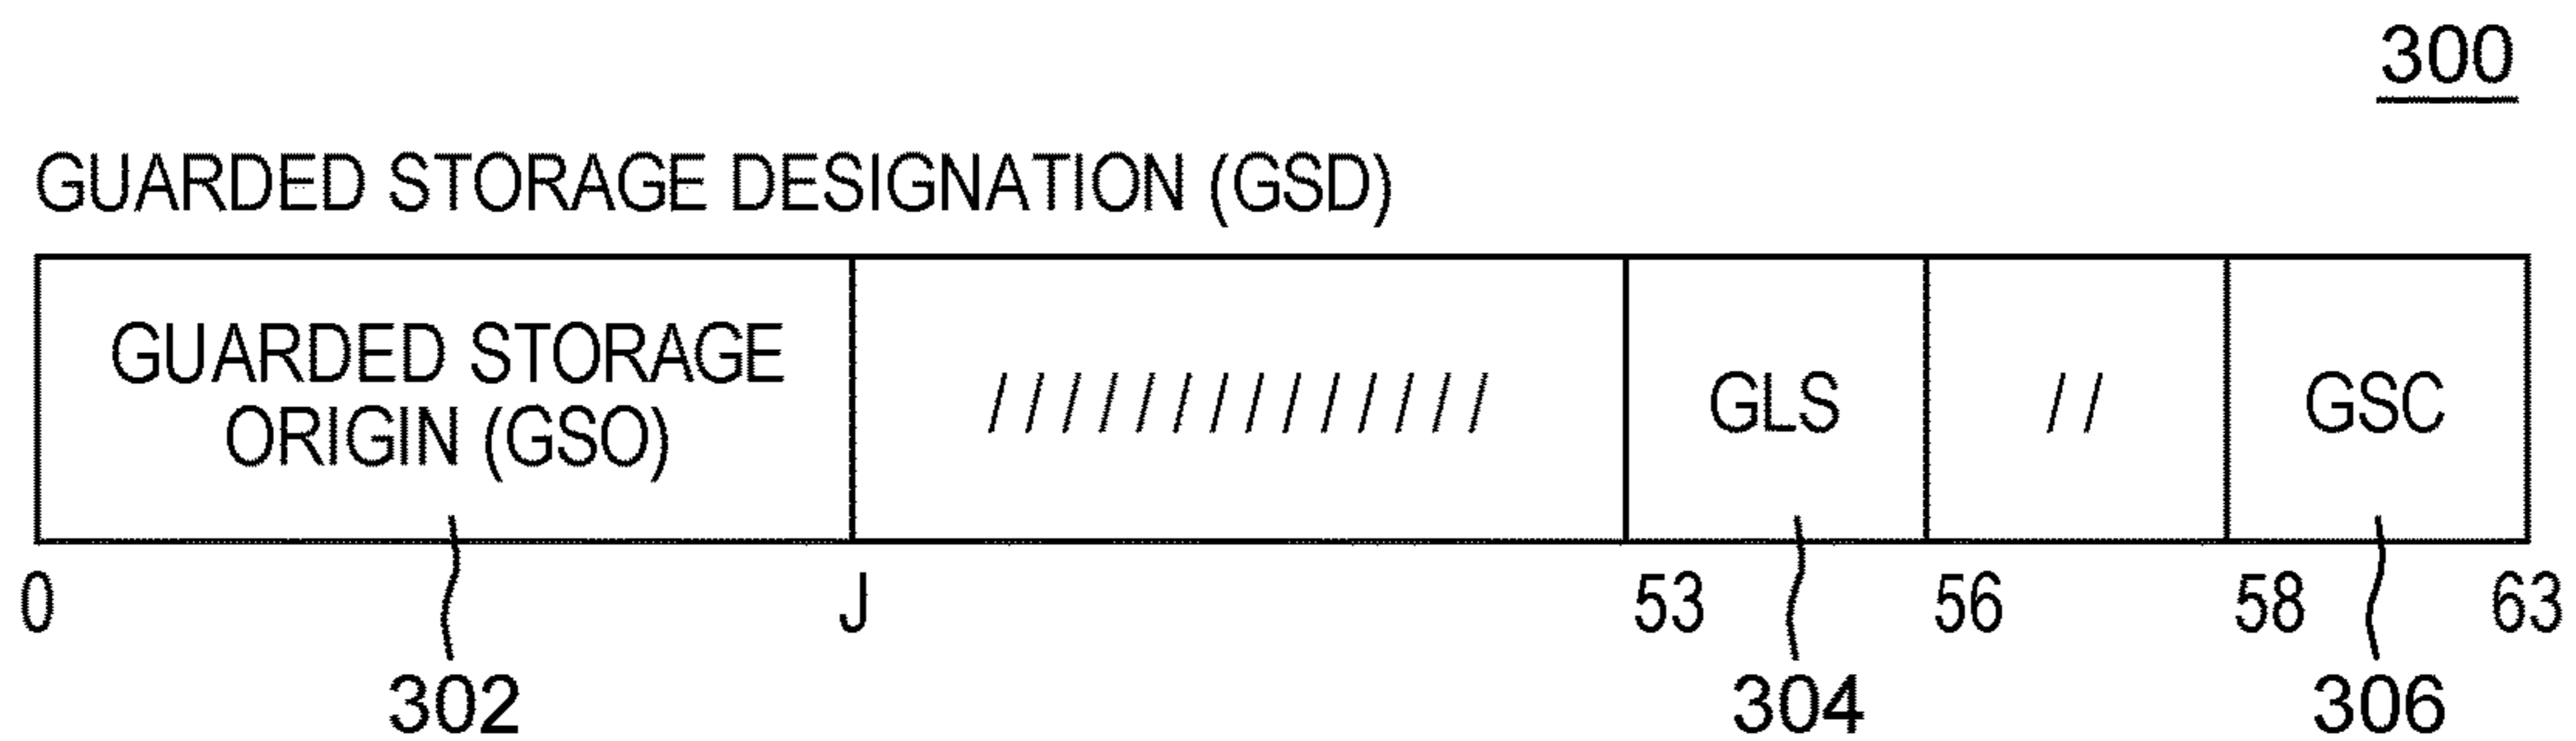 300
GUARDED STORAGE DESIGNATION (GSD)
GUARDED STORAGE
ORIGIN (GSO)
/ / / / / / / / / / / / / /
GLS
/ /
GSC
0 J 53 56 58 63
302 304 306